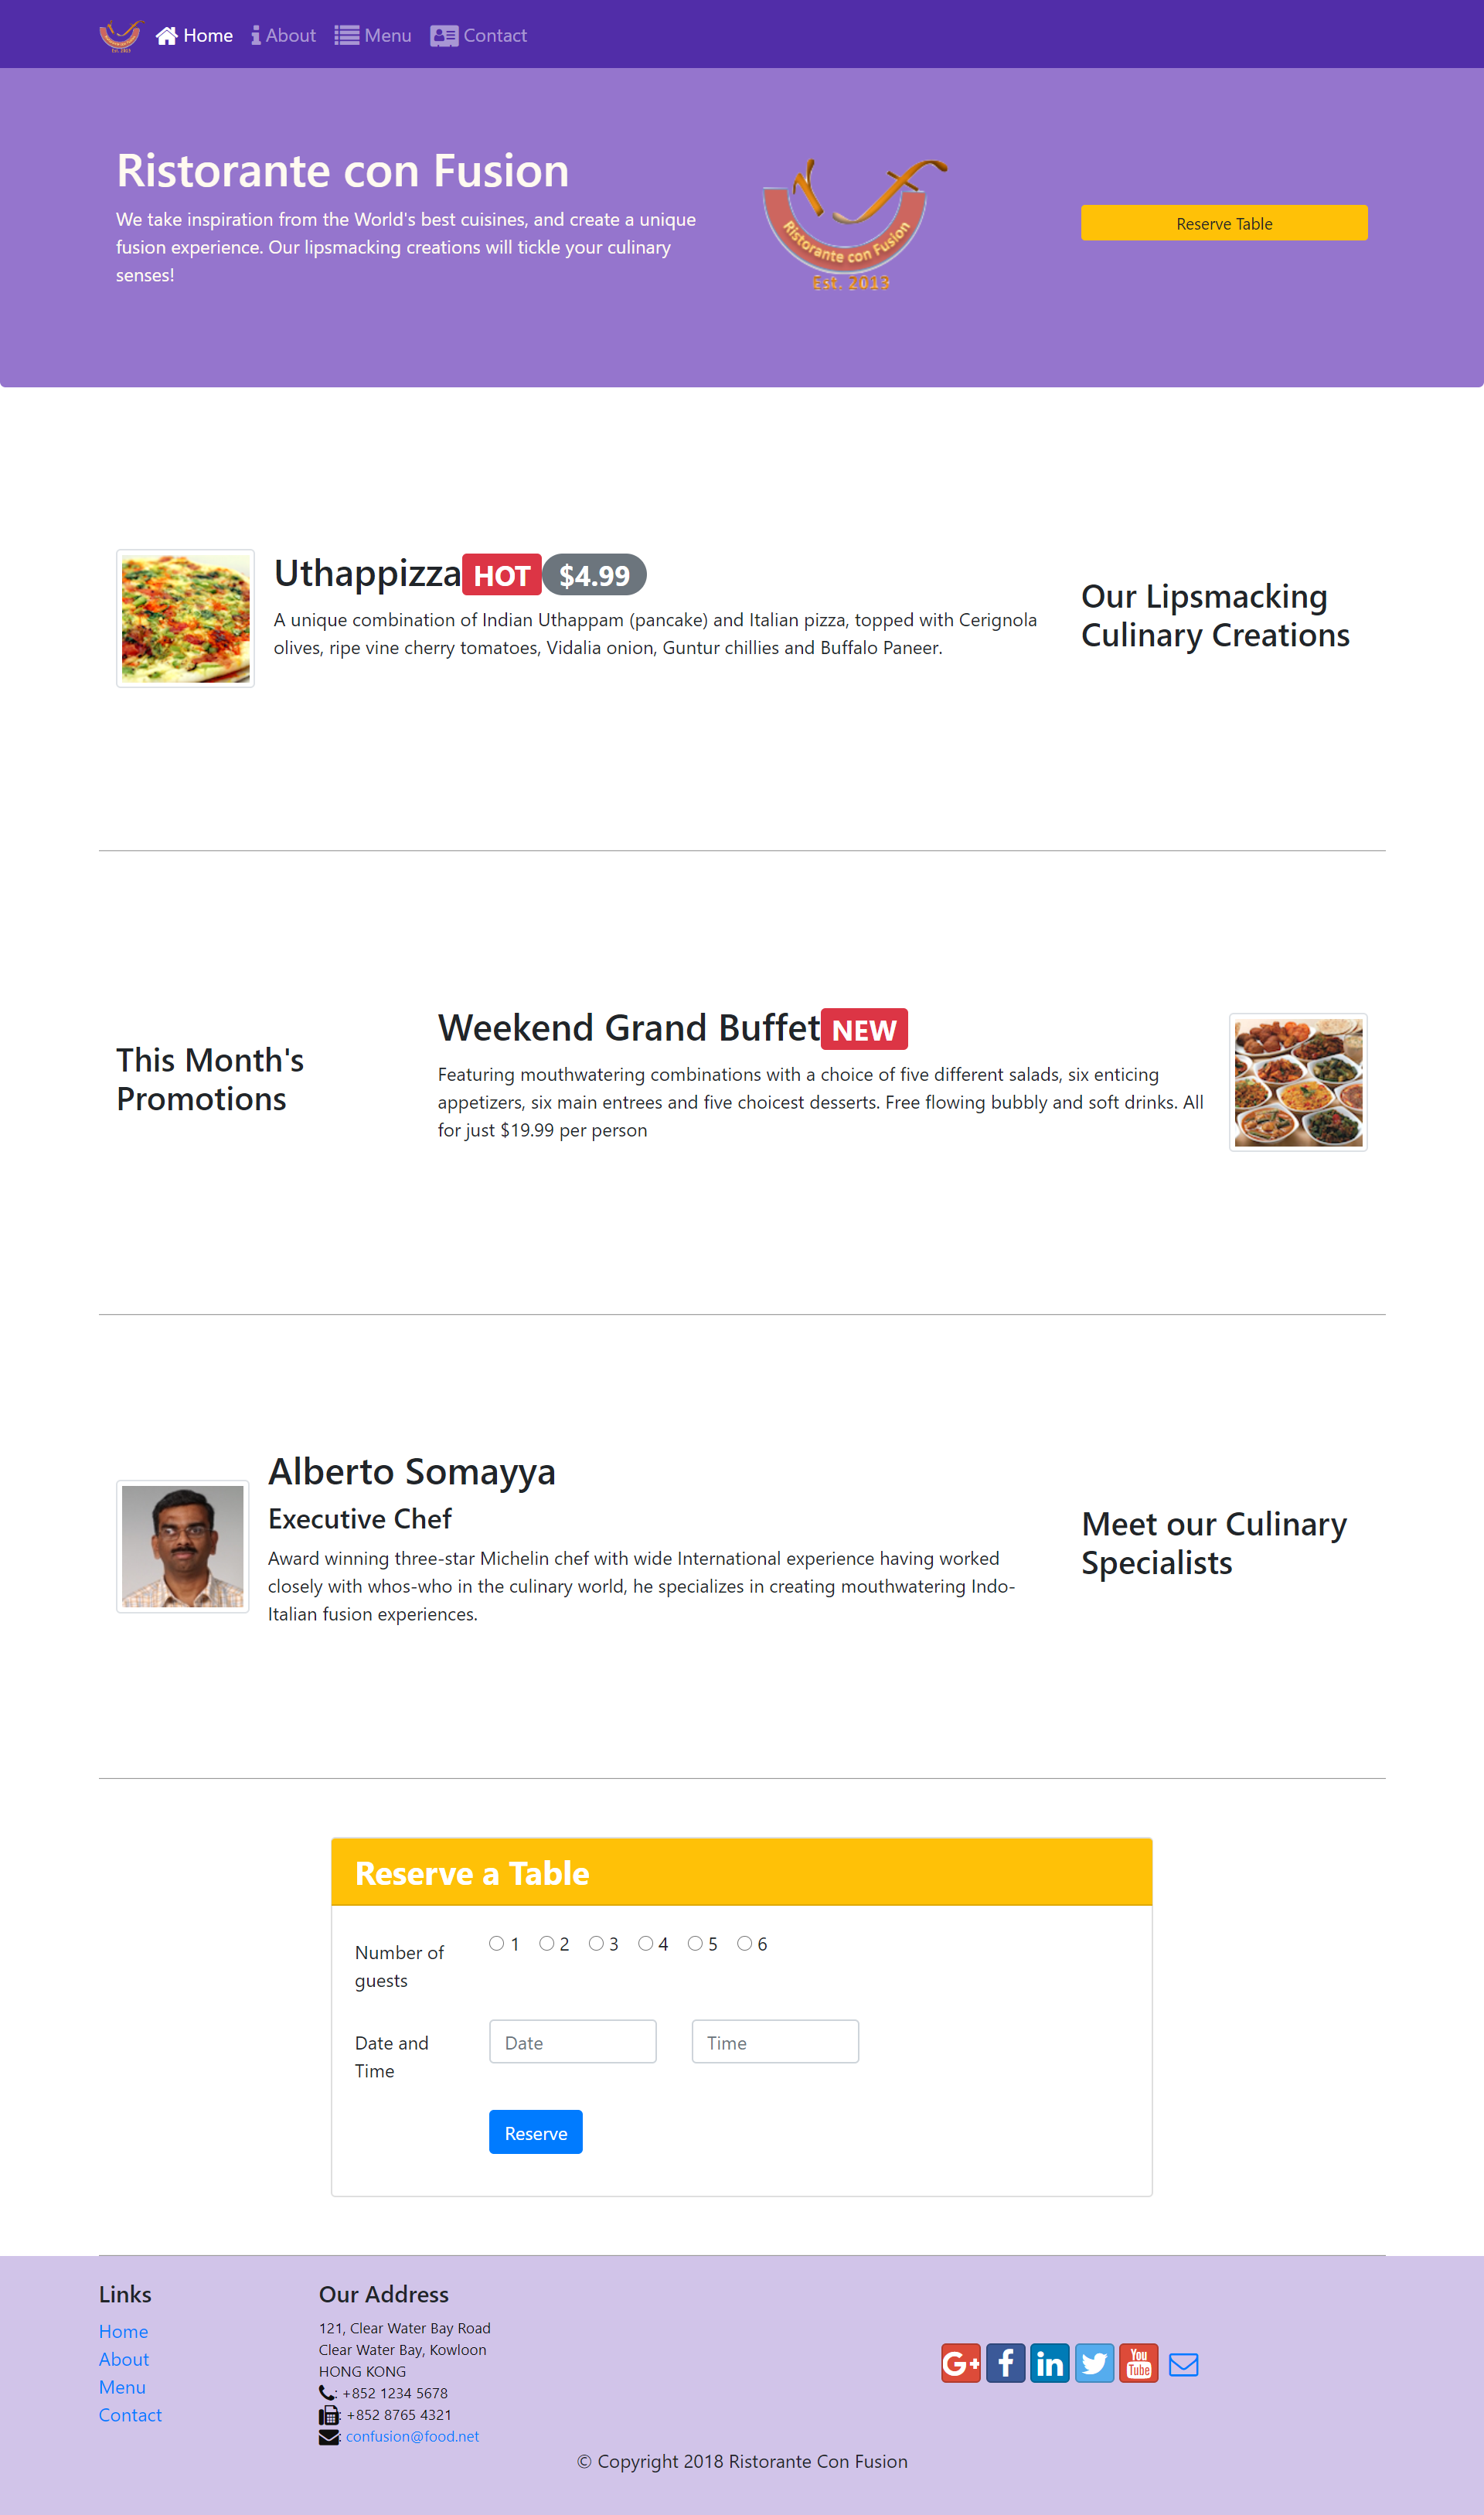 Home About Menu Contact
Ristorante con Fusion
We take inspiration from the World's best cuisines, and create a unique
fusion experience. Our lipsmacking creations will tickle your culinary
senses!
Ristorante con Fusion
Est. 2013
Reserve Table
Uthappizza HOT $4.99
A unique combination of Indian Uthappam (pancake) and Italian pizza, topped with Cerignola
olives, ripe vine cherry tomatoes, Vidalia onion, Guntur chillies and Buffalo Paneer.
Our Lipsmacking
Culinary Creations
This Month's
Promotions
Weekend Grand Buffet NEW
Featuring mouthwatering combinations with a choice of five different salads, six enticing
appetizers, six main entrees and five choicest desserts. Free flowing bubbly and soft drinks. All
for just $19.99 per person
Alberto Somayya
Executive Chef
Award winning three-star Michelin chef with wide International experience having worked
closely with whos-who in the culinary world, he specializes in creating mouthwatering Indo-
Italian fusion experiences.
Meet our Culinary
Specialists
Reserve a Table
Number of
guests
1 2 3 4 5 6
Date and
Time
Date
Time
Reserve
Links
Home
About
Menu
Contact
Our Address
121, Clear Water Bay Road
Clear Water Bay, Kowloon
HONG KONG
: +852 1234 5678
: +852 8765 4321
: confusion@food.net
G+ f in You Tube
© Copyright 2018 Ristorante Con Fusion